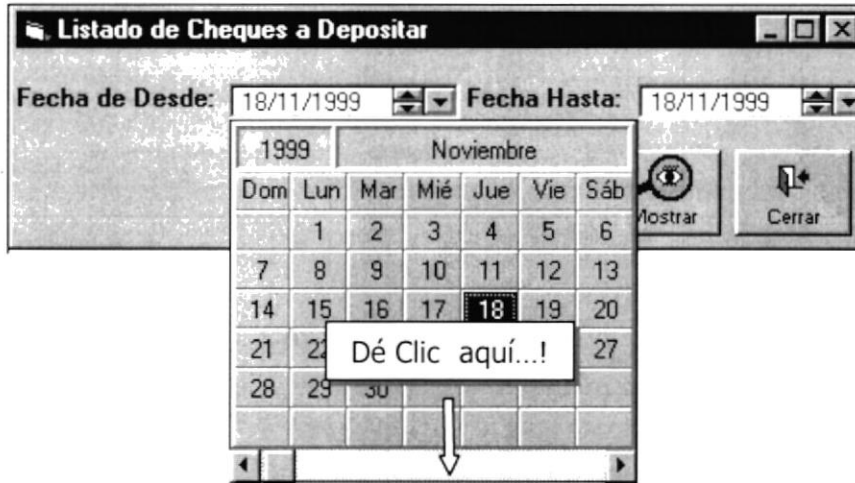 Listado de Cheques a Depositar
Fecha de Desde: 18/11/1999 Fecha Hasta: 18/11/1999
1999 Noviembre
Dom Lun Mar Mié Jue Vie Sáb
1 2 3 4 5 6
Mostrar Cerrar
7 8 9 10 11 12 13
14 15 16 17 18 19 20
21 27
Dé Clic aquí...!
28 29 30